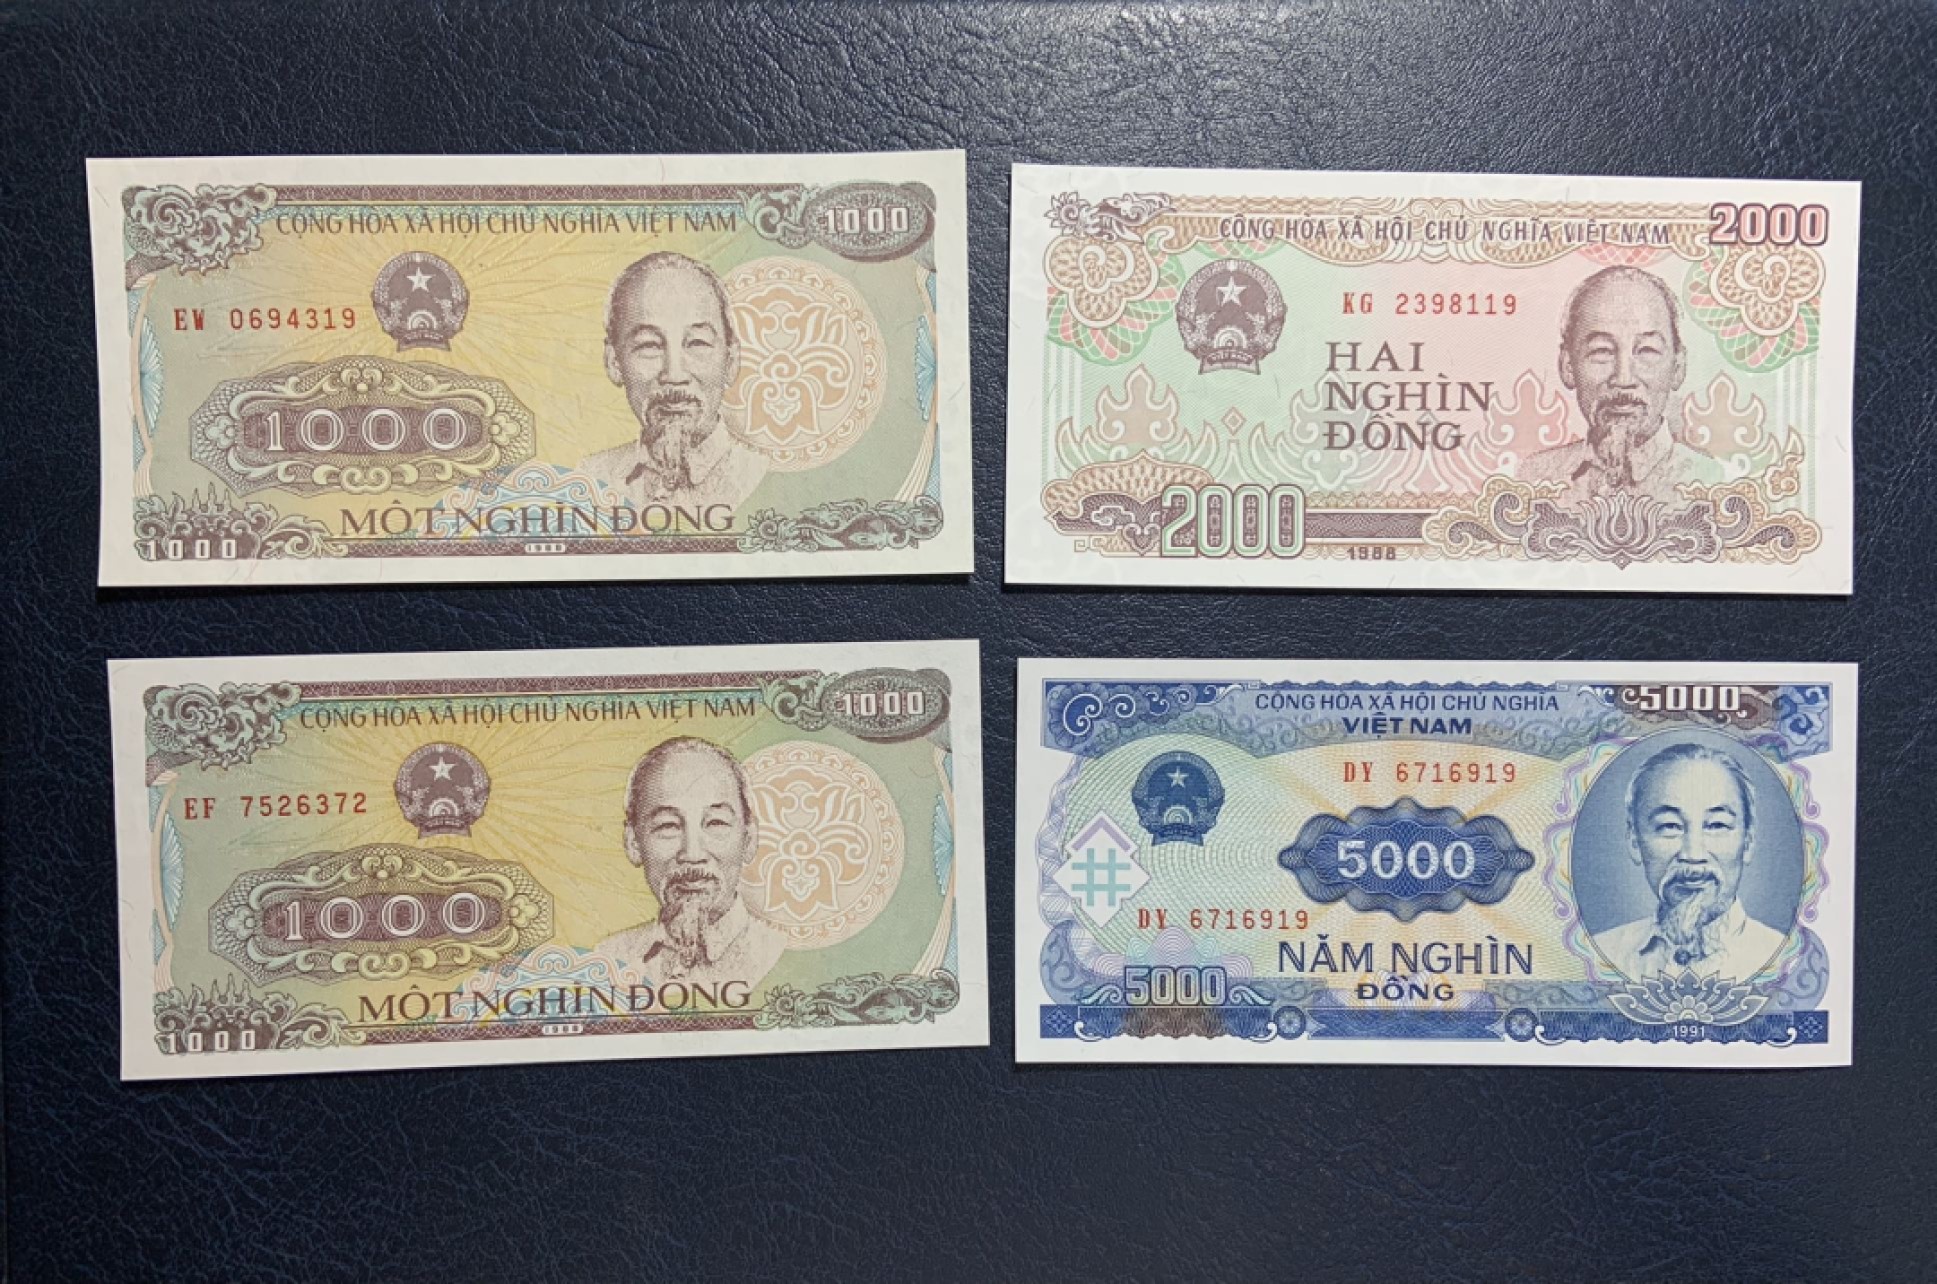 CỘNG HÒA XÃ HỘI CHỦ NGHĨA VIỆT NAM
1000
EW 0694319
1000
MỘT NGHÌN ĐỒNG
1000
1988
CỘNG HÒA XÃ HỘI CHỦ NGHĨA VIỆT NAM
2000
KG 2398119
HAI
NGHÌN
ĐỒNG
2000
1988
CỘNG HÒA XÃ HỘI CHỦ NGHĨA VIỆT NAM
1000
EF 7526372
1000
MỘT NGHÌN ĐỒNG
1000
1988
CỘNG HÒA XÃ HỘI CHỦ NGHĨA
VIỆT NAM
5000
DY 6716919
5000
DY 6716919
NĂM NGHÌN
ĐỒNG
5000
1991